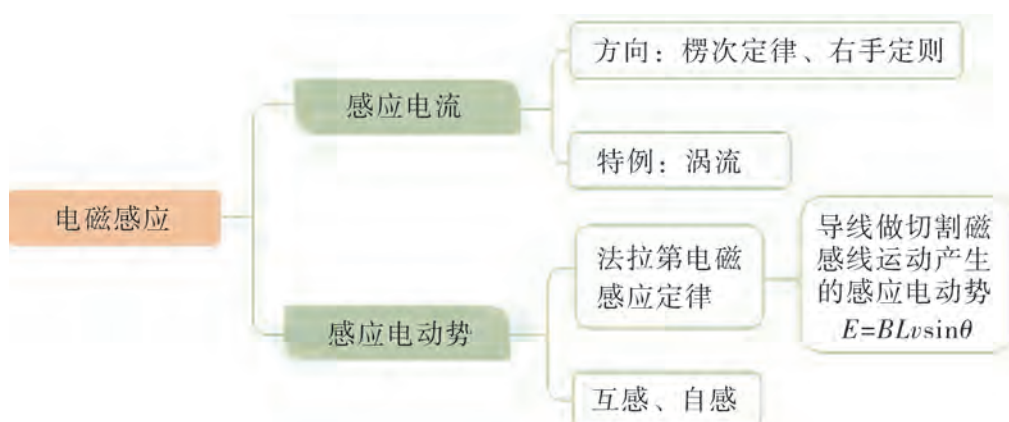 电磁感应
感应电流
方向：楞次定律、右手定则
特例：涡流
感应电动势
法拉第电磁
感应定律
导线做切割磁
感线运动产生
的感应电动势
E=BLvsinθ
互感、自感